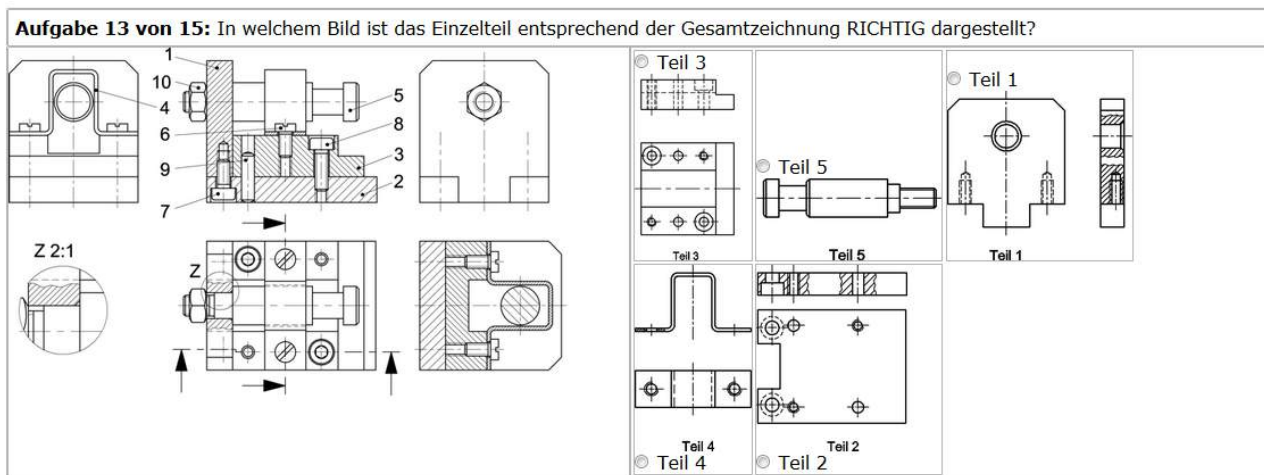 Aufgabe 13 von 15: In welchem Bild ist das Einzelteil entsprechend der Gesamtzeichnung RICHTIG dargestellt?
1
10
4
5
6
8
9
3
2
7
Z 2:1
Z
Teil 3
Teil 3
Teil 5
Teil 5
Teil 1
Teil 1
Teil 4
Teil 4
Teil 2
Teil 2